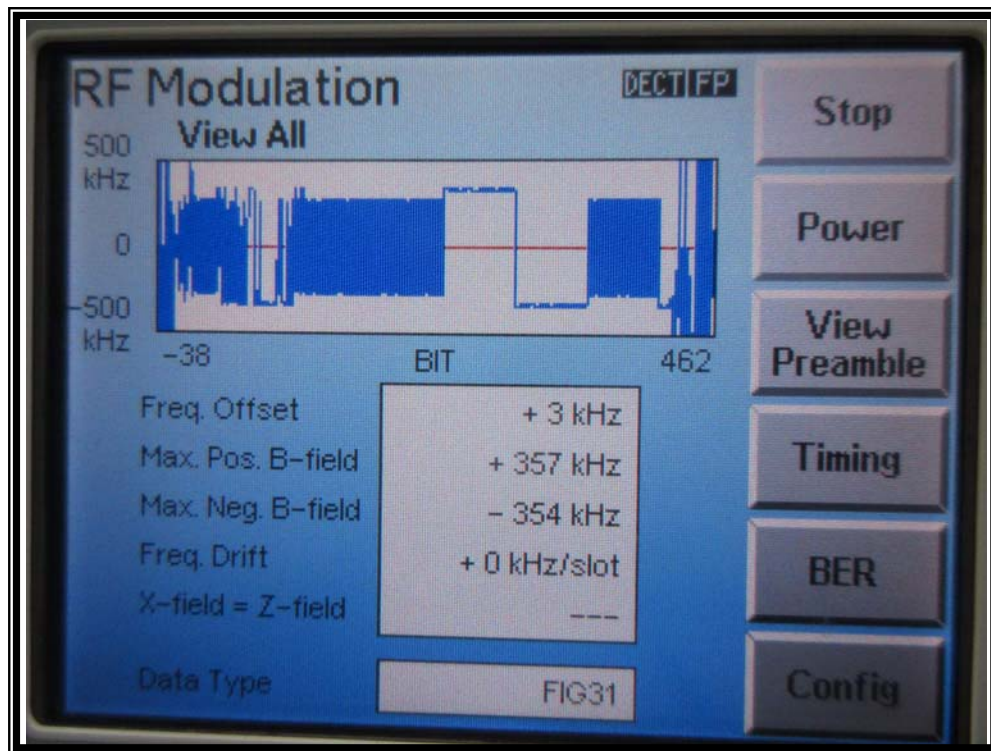 RF Modulation
DECT FP
View All
500
kHz
0
-500
kHz
-38 BIT 462
Freq. Offset + 3 kHz
Max. Pos. B-field + 357 kHz
Max. Neg. B-field - 354 kHz
Freq. Drift + 0 kHz/slot
X-field = Z-field ---
Data Type FIG31
Stop
Power
View
Preamble
Timing
BER
Config